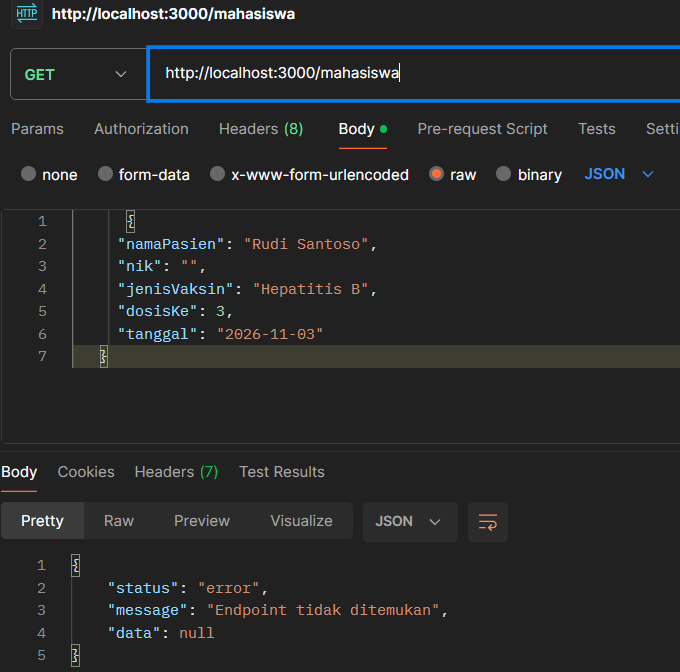 HTTP http://localhost:3000/mahasiswa
GET http://localhost:3000/mahasiswa
Params Authorization Headers (8) Body Pre-request Script Tests Setti
none form-data x-www-form-urlencoded raw binary JSON
1 {
2 "namaPasien": "Rudi Santoso",
3 "nik": "",
4 "jenisVaksin": "Hepatitis B",
5 "dosisKe": 3,
6 "tanggal": "2026-11-03"
7 }
Body Cookies Headers (7) Test Results
Pretty Raw Preview Visualize JSON
1 {
2 "status": "error",
3 "message": "Endpoint tidak ditemukan",
4 "data": null
5 }